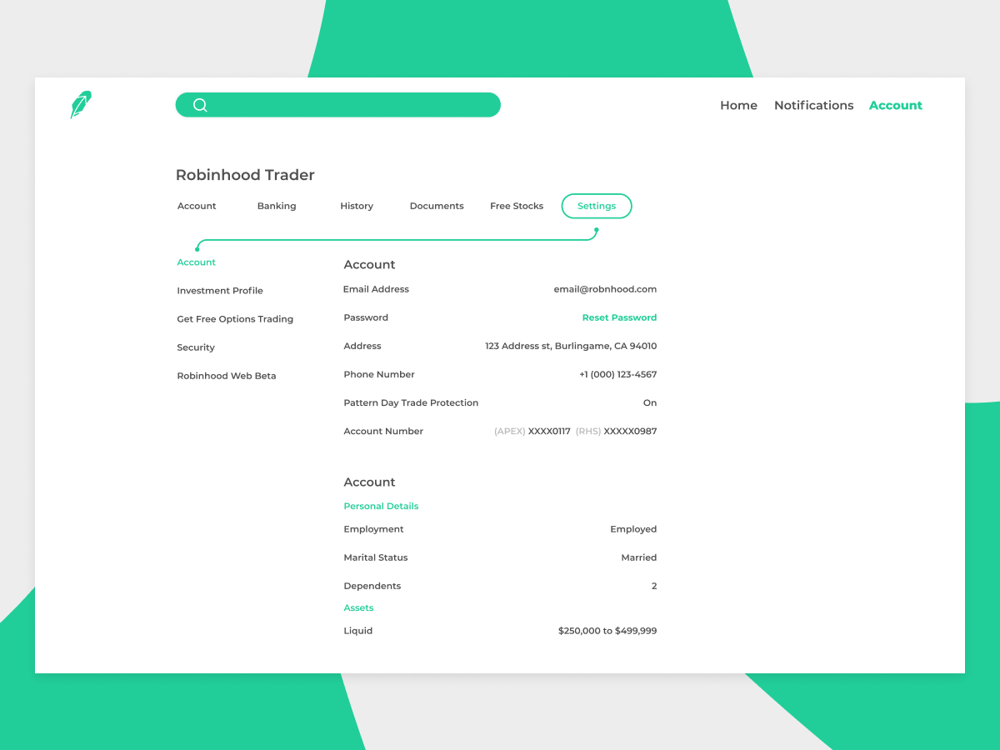 Home Notifications Account
Robinhood Trader
Account Banking History Documents Free Stocks Settings
Account
Investment Profile
Get Free Options Trading
Security
Robinhood Web Beta
Account
Email Address email@robnhood.com
Password Reset Password
Address 123 Address st, Burlingame, CA 94010
Phone Number +1 (000) 123-4567
Pattern Day Trade Protection On
Account Number (APEX) XXXX0117 (RHS) XXXXX0987
Account
Personal Details
Employment Employed
Marital Status Married
Dependents 2
Assets
Liquid $250,000 to $499,999